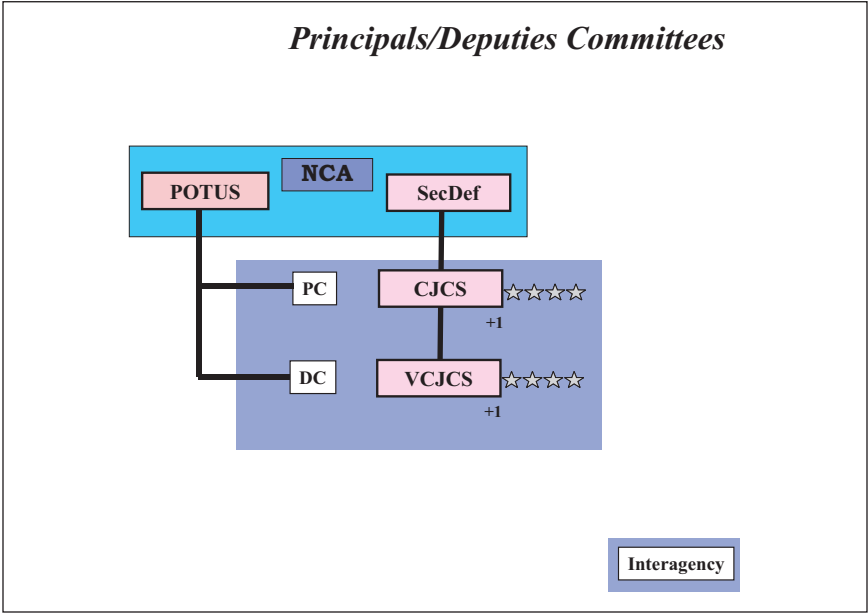 Principals/Deputies Committees
NCA
POTUS
SecDef
PC
CJCS
+1
DC
VCJCS
+1
Interagency